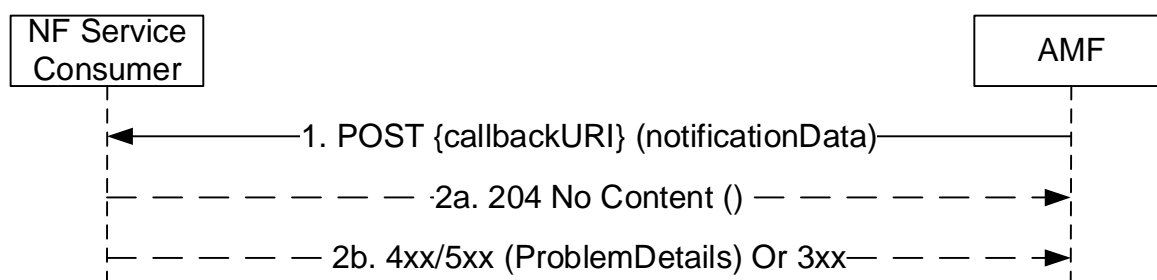 NF Service
Consumer
AMF
1. POST {callbackURI} (notificationData)
2a. 204 No Content ()
2b. 4xx/5xx (ProblemDetails) Or 3xx